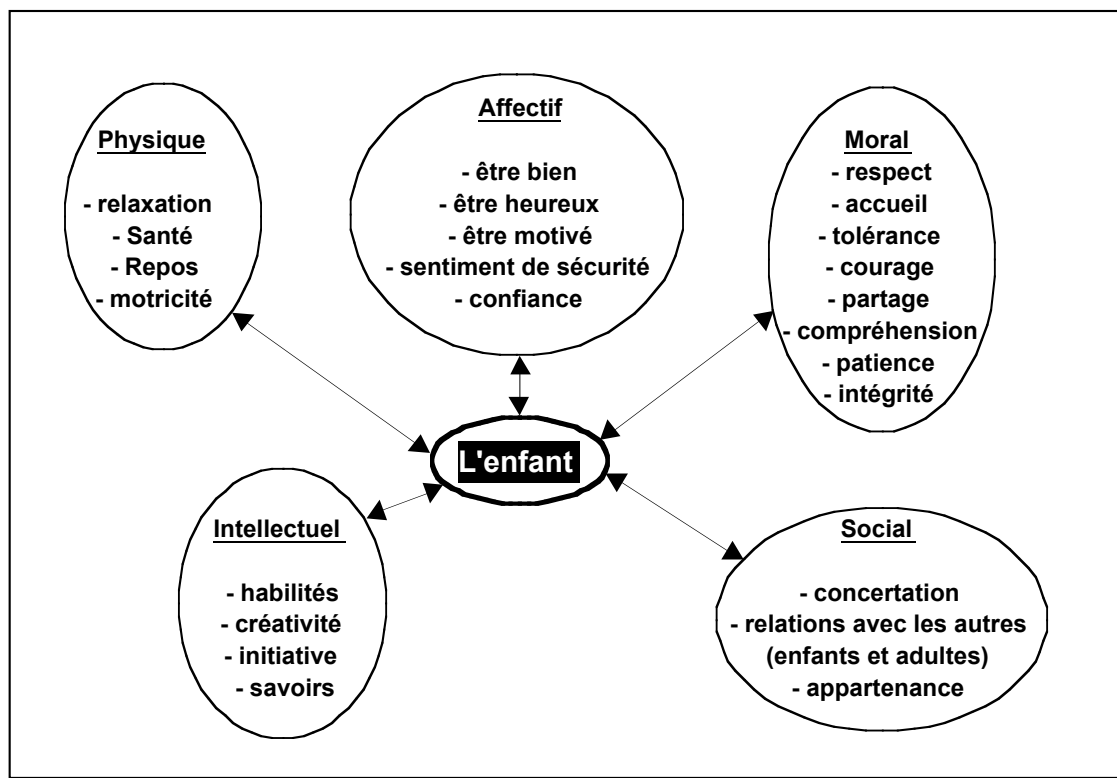 Physique
- relaxation
- Santé
- Repos
- motricité
Affectif
- être bien
- être heureux
- être motivé
- sentiment de sécurité
- confiance
Moral
- respect
- accueil
- tolérance
- courage
- partage
- compréhension
- patience
- intégrité
L'enfant
Intellectuel
- habilités
- créativité
- initiative
- savoirs
Social
- concertation
- relations avec les autres
(enfants et adultes)
- appartenance